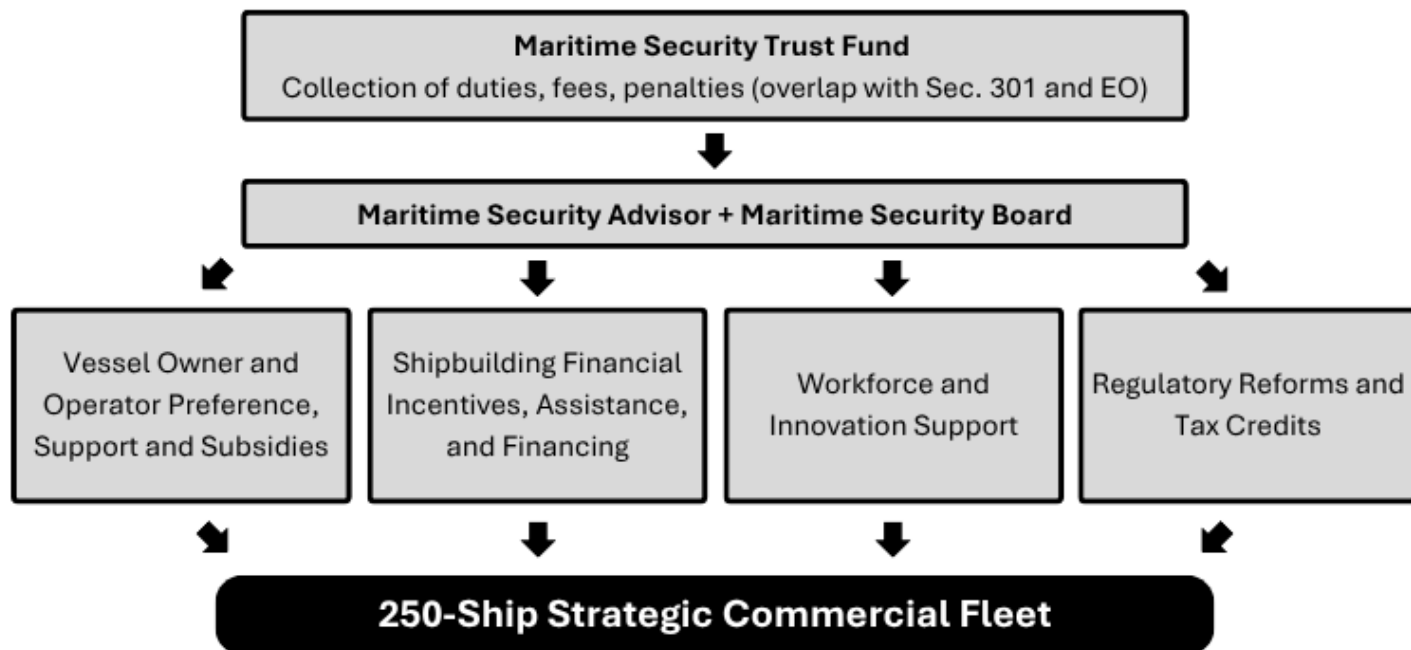 Maritime Security Trust Fund
Collection of duties, fees, penalties (overlap with Sec. 301 and EO)
Maritime Security Advisor + Maritime Security Board
Vessel Owner and
Operator Preference,
Support and Subsidies
Shipbuilding Financial
Incentives, Assistance,
and Financing
Workforce and
Innovation Support
Regulatory Reforms and
Tax Credits
250-Ship Strategic Commercial Fleet